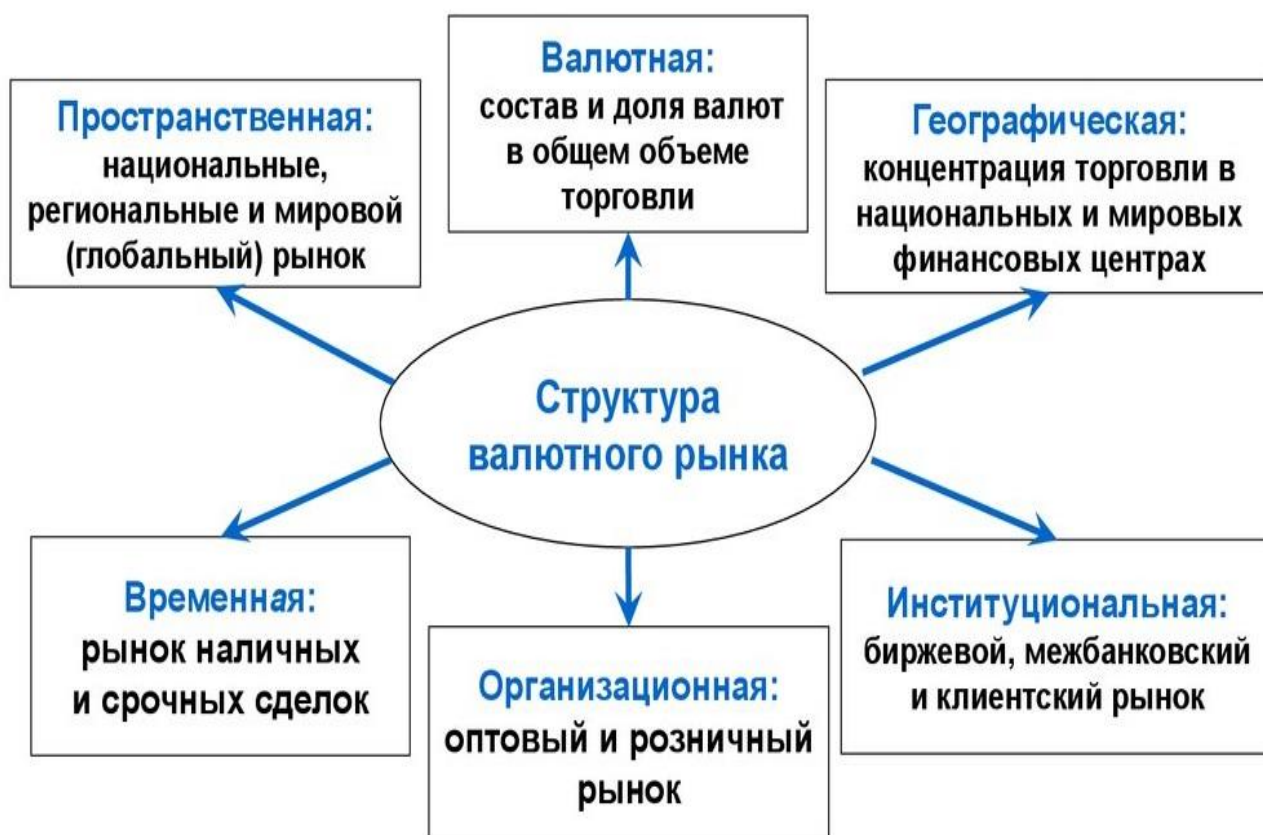 Валютная:
состав и доля валют
в общем объеме
торговли
Пространственная:
национальные,
региональные и мировой
(глобальный) рынок
Географическая:
концентрация торговли в
национальных и мировых
финансовых центрах
Структура
валютного рынка
Временная:
рынок наличных
и срочных сделок
Организационная:
оптовый и розничный
рынок
Институциональная:
биржевой, межбанковский
и клиентский рынок